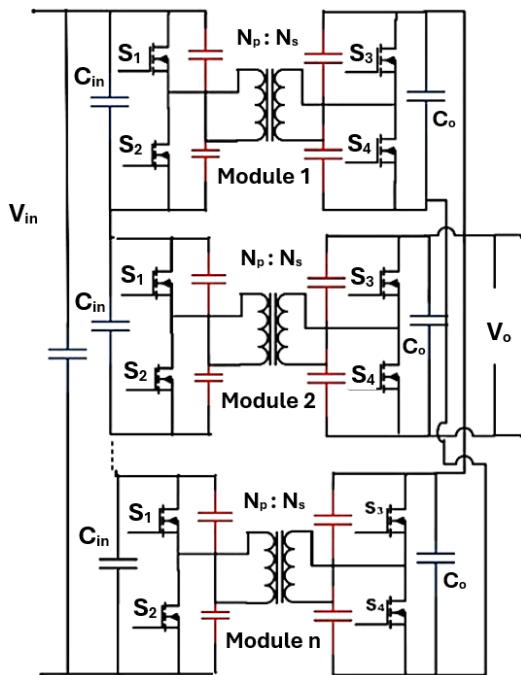 Nₚ : Nₛ
S₁
S₃
Cᵢₙ
Cₒ
S₂
S₄
Module 1
Vᵢₙ
Nₚ : Nₛ
S₁
S₃
Cᵢₙ
Vₒ
Cₒ
S₂
S₄
Module 2
Nₚ : Nₛ
S₁
S₃
Cᵢₙ
Cₒ
S₂
S₄
Module n